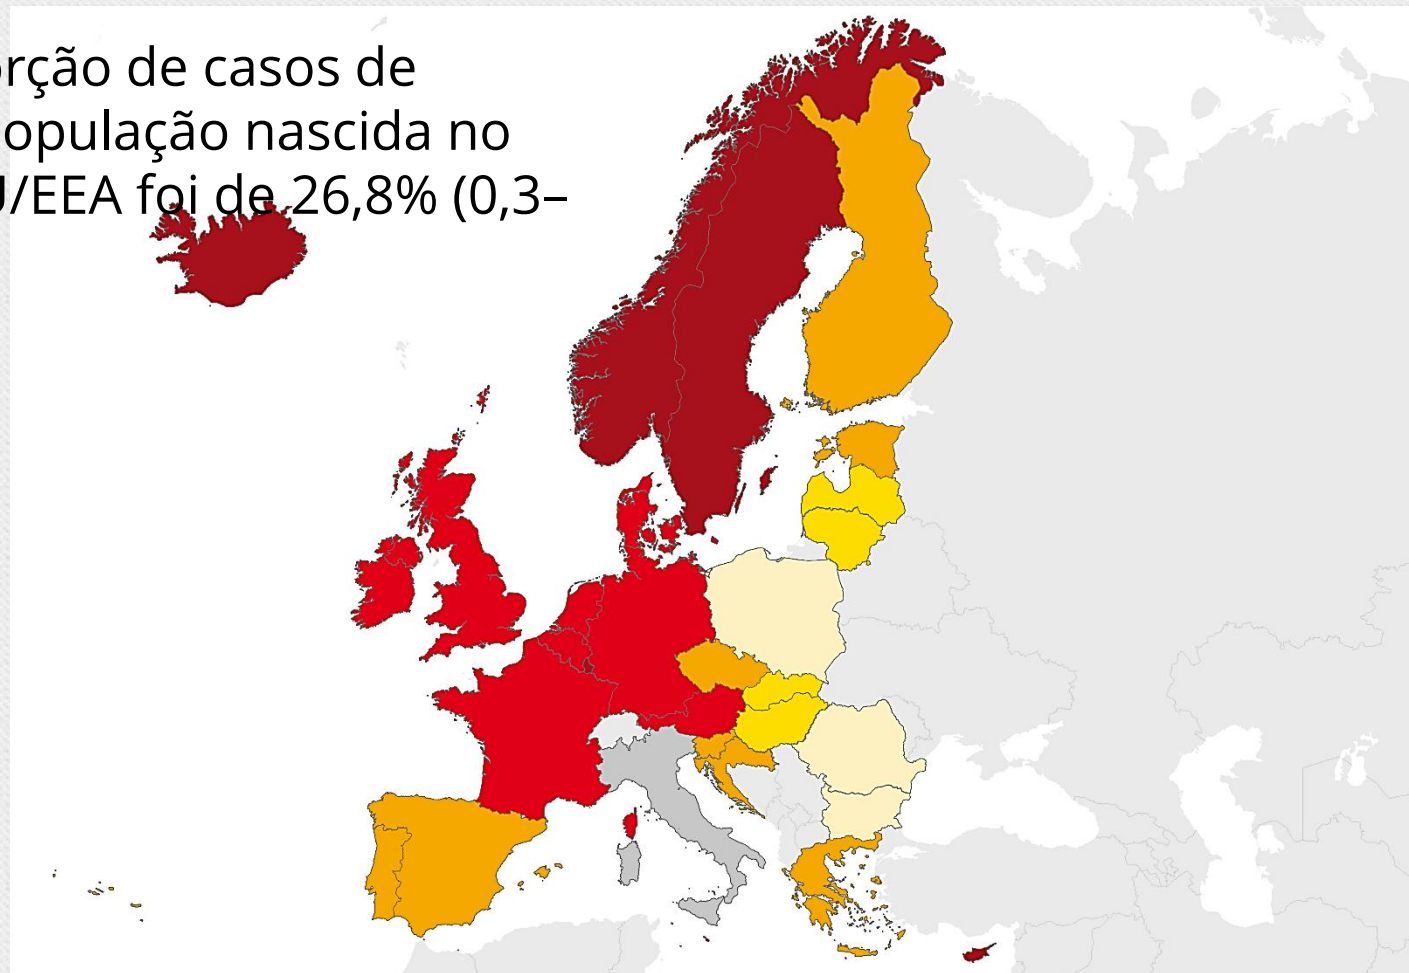 orção de casos de
opulação nascida no
/EEA foi de 26,8% (0,3–